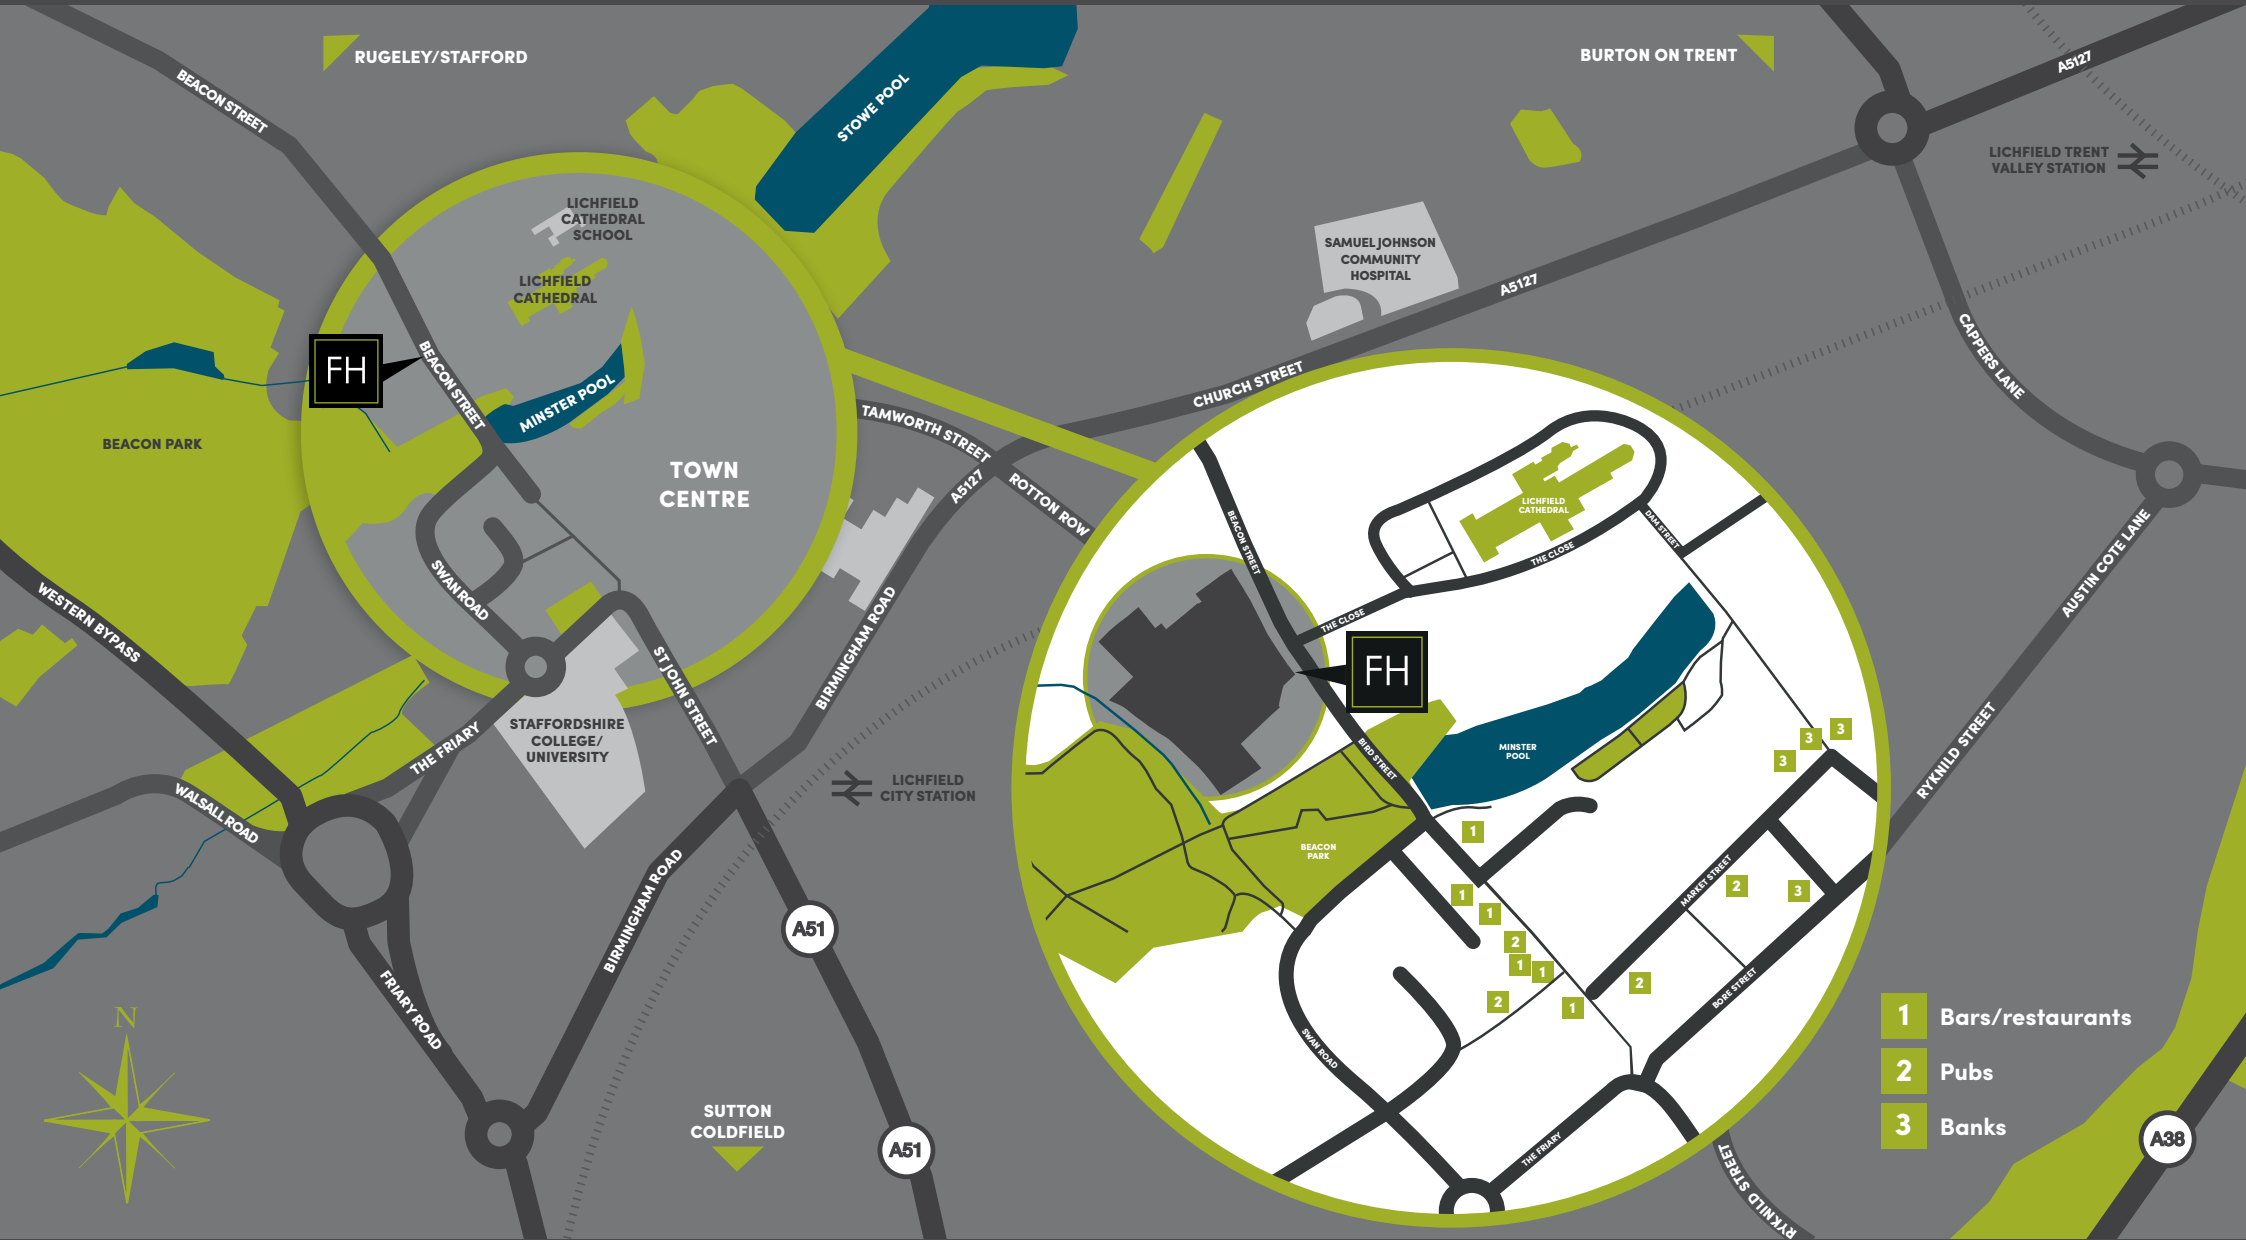 RUGELEY/STAFFORD
BURTON ON TRENT
BEACON STREET
STOWE POOL
A5127
LICHFIELD TRENT
VALLEY STATION
LICHFIELD
CATHEDRAL
SCHOOL
LICHFIELD
CATHEDRAL
SAMUEL JOHNSON
COMMUNITY
HOSPITAL
A5127
CAPPERS LANE
FH
BEACON STREET
MINSTER POOL
CHURCH STREET
TAMWORTH STREET
BEACON PARK
TOWN
CENTRE
A5127
ROTTON ROW
SWAN ROAD
WESTERN BYPASS
BIRMINGHAM ROAD
ST JOHN STREET
AUSTIN COTE LANE
STAFFORDSHIRE
COLLEGE/
UNIVERSITY
THE FRIARY
WALSALL ROAD
LICHFIELD
CITY STATION
RYKNILD STREET
BIRMINGHAM ROAD
A51
FRIARY ROAD
N
SUTTON
COLDFIELD
A51
BEACON STREET
LICHFIELD
CATHEDRAL
THE CLOSE
DAM STREET
THE CLOSE
FH
BIRD STREET
MINSTER
POOL
BEACON
PARK
3
3
3
1
MARKET STREET
2
3
1
1
2
1
1
2
1
2
BORE STREET
SWAN ROAD
THE FRIARY
RYKNILD STREET
1 Bars/restaurants
2 Pubs
3 Banks
A38